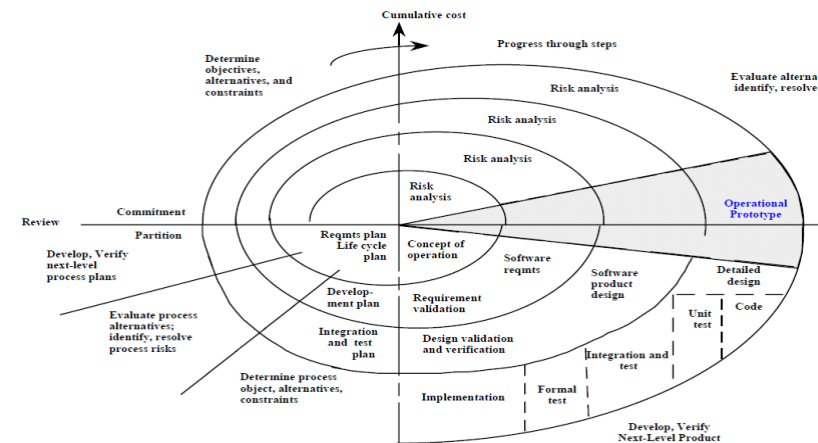 Cumulative cost
Progress through steps
Determine
objectives,
alternatives, and
constraints
Evaluate alterna
identify, resolve
Risk analysis
Risk analysis
Risk analysis
Risk
analysis
Operational
Prototype
Review
Commitment
Partition
Reqmts plan
Life cycle
plan
Concept of
operation
Software
reqmts
Software
product
design
Detailed
design
Develop, Verify
next-level
process plans
Develop-
ment plan
Requirement
validation
Unit
test
Code
Evaluate process
alternatives;
identify, resolve
process risks
Integration
and test
plan
Design validation
and verification
Integration and
test
Determine process
object, alternatives,
constraints
Implementation
Formal
test
Develop, Verify
Next-Level Product